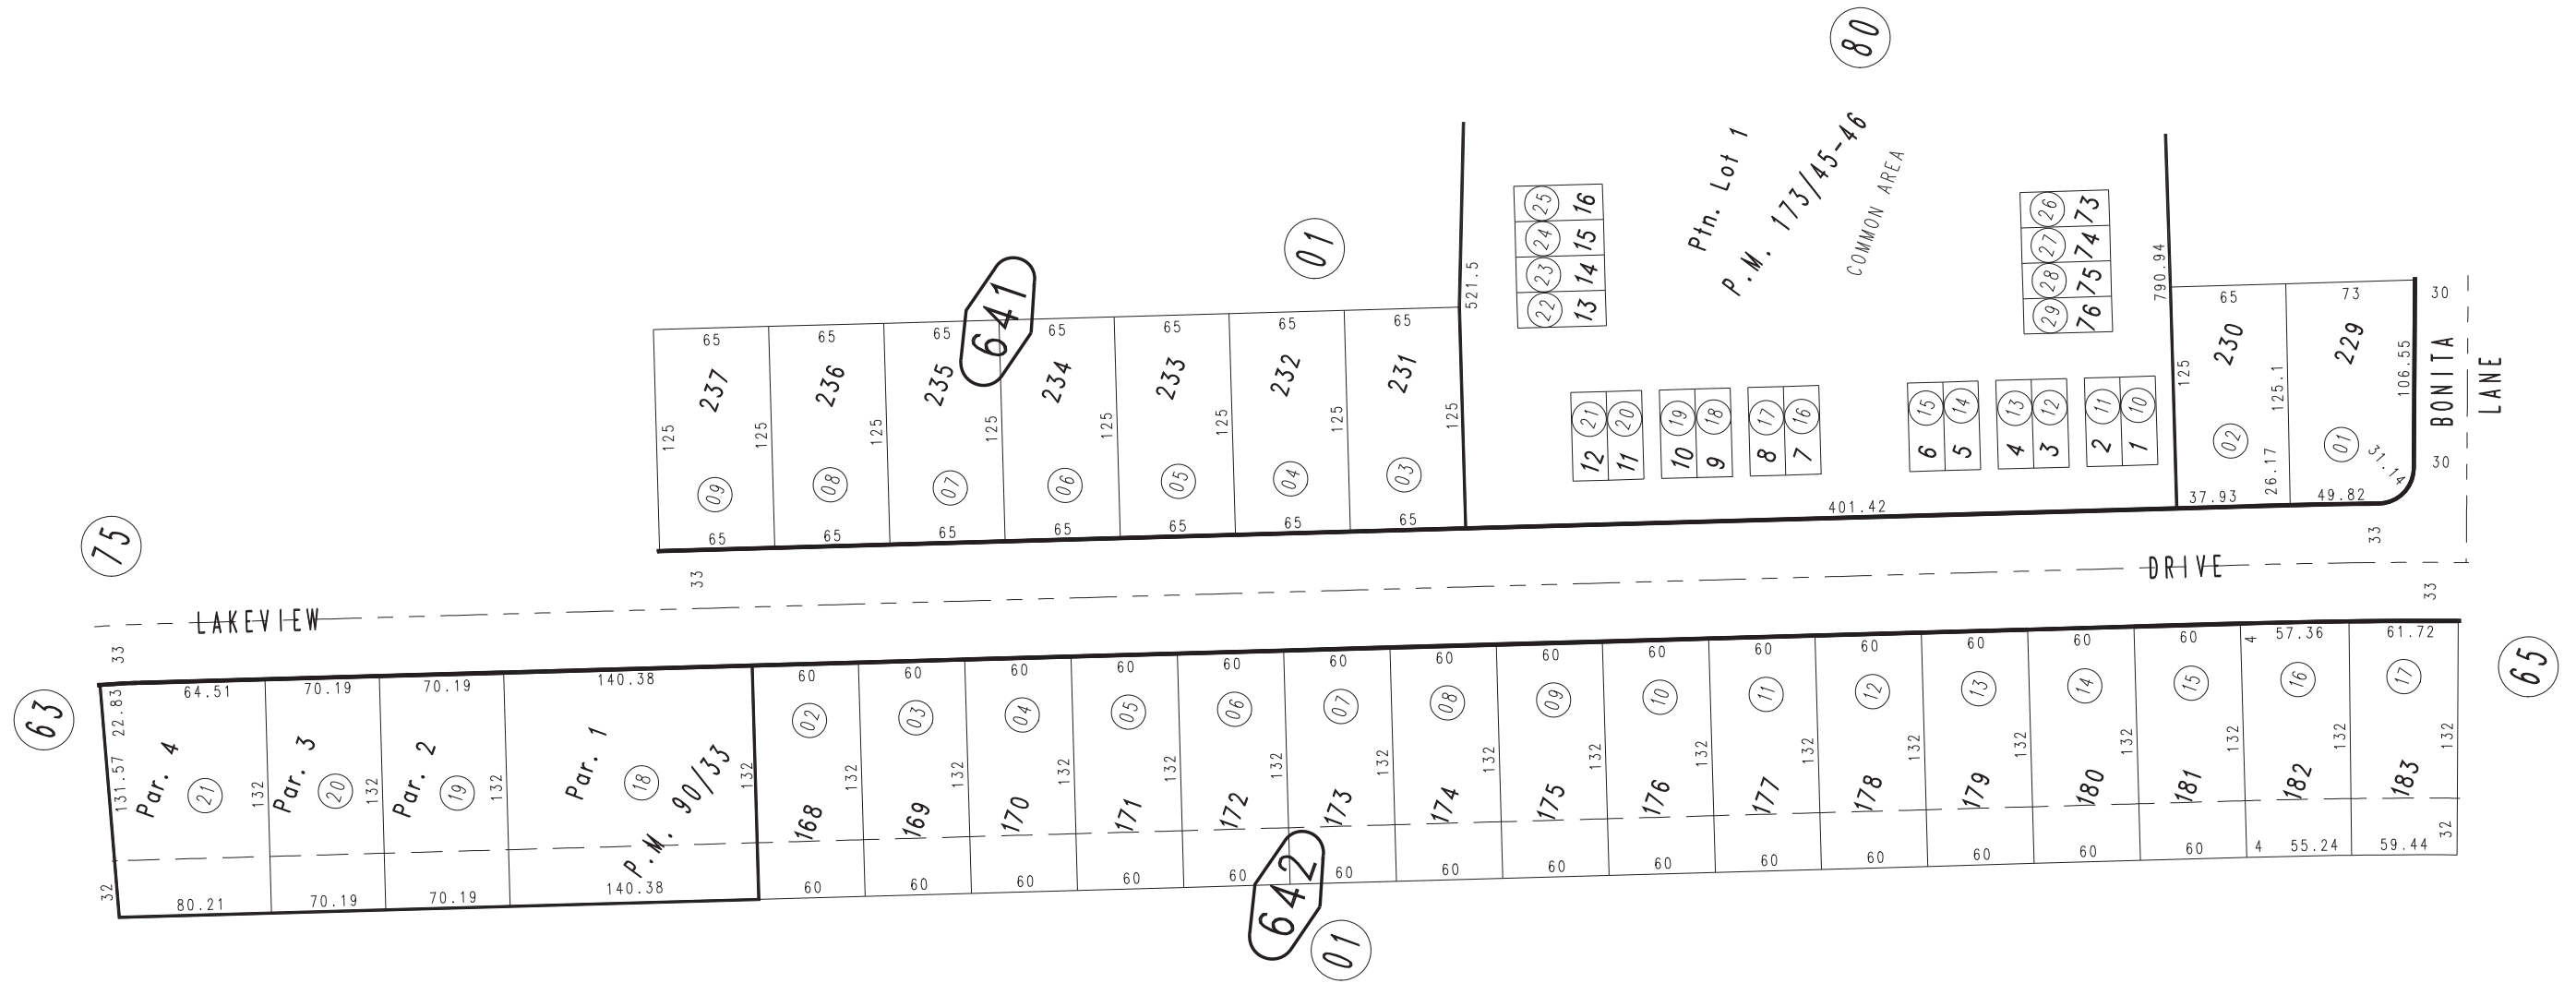 80
Ptn. Lot 1
P.M. 173/45-46
COMMON AREA
01
641
521.5
790.94
25 16
24 15
23 14
22 13
26 73
27 74
28 75
29 76
65 65 65 65 65 65 65
237 236 235 234 233 232 231
125 125 125 125 125 125 125 125
09 08 07 06 05 04 03
65 65 65 65 65 65 65
21 20 19 18 17 16 15 14 13 12 11 10
12 11 10 9 8 7 6 5 4 3 2 1
401.42
65 73 30
230 229
125 125.1 106.55
02 01
26.17 31.14
37.93 49.82
30
BONITA
LANE
75
33 33
LAKEVIEW DRIVE
33 33
63
65
22.83 64.51 70.19 70.19 140.38 60 60 60 60 60 60 60 60 60 60 60 60 60 60 4 57.36 61.72
02 03 04 05 06 07 08 09 10 11 12 13 14 15 16 17
Par. 4 Par. 3 Par. 2 Par. 1
21 20 19 18
P.M. 90/33
131.57 132 132 132 132 132 132 132 132 132 132 132 132 132 132 132 132 132 132 132 132
168 169 170 171 172 173 174 175 176 177 178 179 180 181 182 183
32 32
80.21 70.19 70.19 140.38 60 60 60 60 60 60 60 60 60 60 60 60 60 60 4 55.24 59.44
642
01